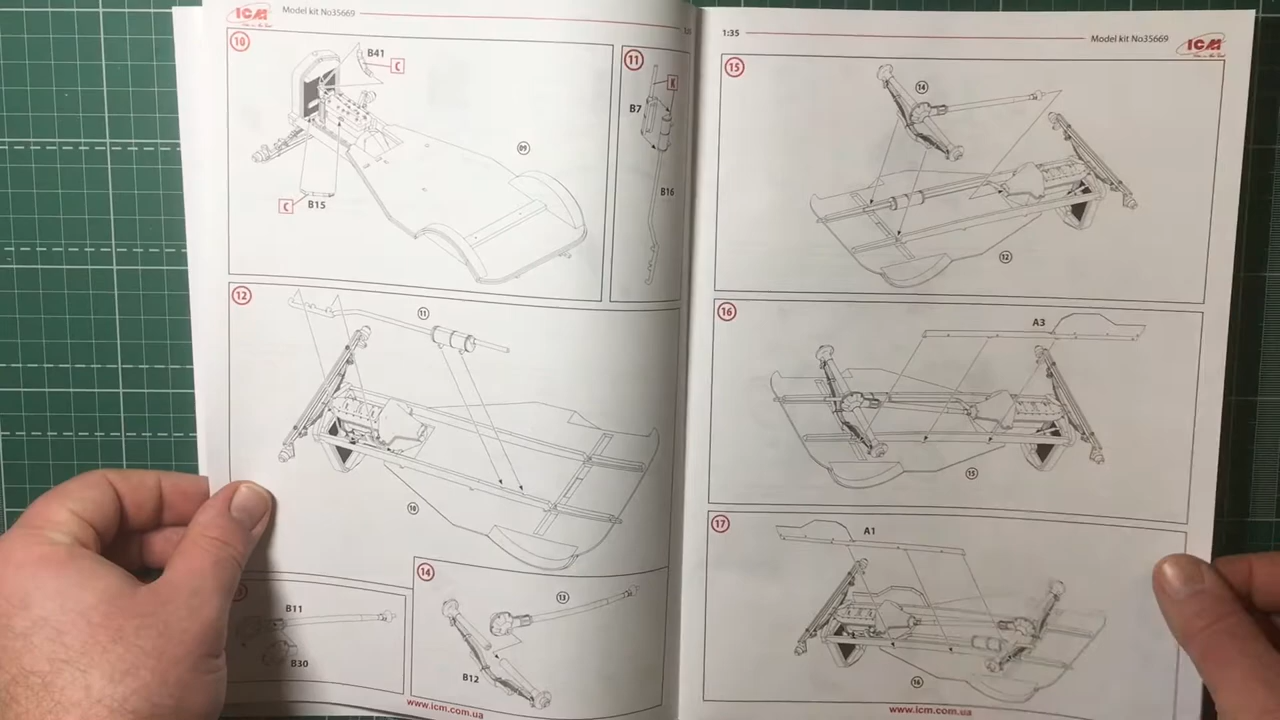 ICM
Model kit No35669
10
B41
C
09
C
B15
11
K
B7
B16
12
11
10
B11
B30
14
13
B12
www.icm.com.ua
1:35
Model kit No35669
ICM
15
14
12
16
A3
15
17
A1
16
www.icm.com.ua